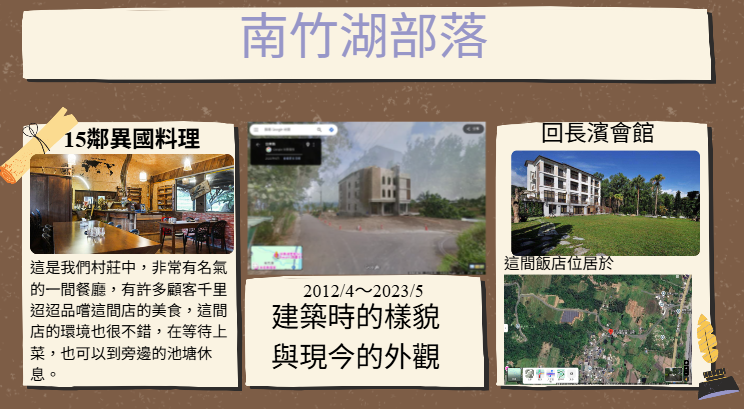 南竹湖部落
15鄰異國料理
這是我們村莊中，非常有名氣
的一間餐廳，有許多顧客千里
迢迢品嚐這間店的美食，這間
店的環境也很不錯，在等待上
菜，也可以到旁邊的池塘休
息。
2012/4～2023/5
建築時的樣貌
與現今的外觀
回長濱會館
這間飯店位居於